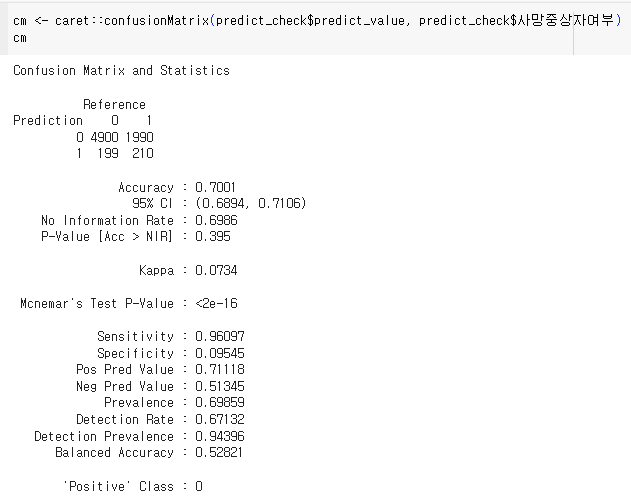 cm <- caret::confusionMatrix(predict_check$predict_value, predict_check$사망중상자여부)
cm
Confusion Matrix and Statistics
Reference
Prediction 0 1
0 4900 1990
1 199 210
Accuracy : 0.7001
95% CI : (0.6894, 0.7106)
No Information Rate : 0.6986
P-Value [Acc > NIR] : 0.395
Kappa : 0.0734
Mcnemar's Test P-Value : <2e-16
Sensitivity : 0.96097
Specificity : 0.09545
Pos Pred Value : 0.71118
Neg Pred Value : 0.51345
Prevalence : 0.69859
Detection Rate : 0.67132
Detection Prevalence : 0.94396
Balanced Accuracy : 0.52821
'Positive' Class : 0